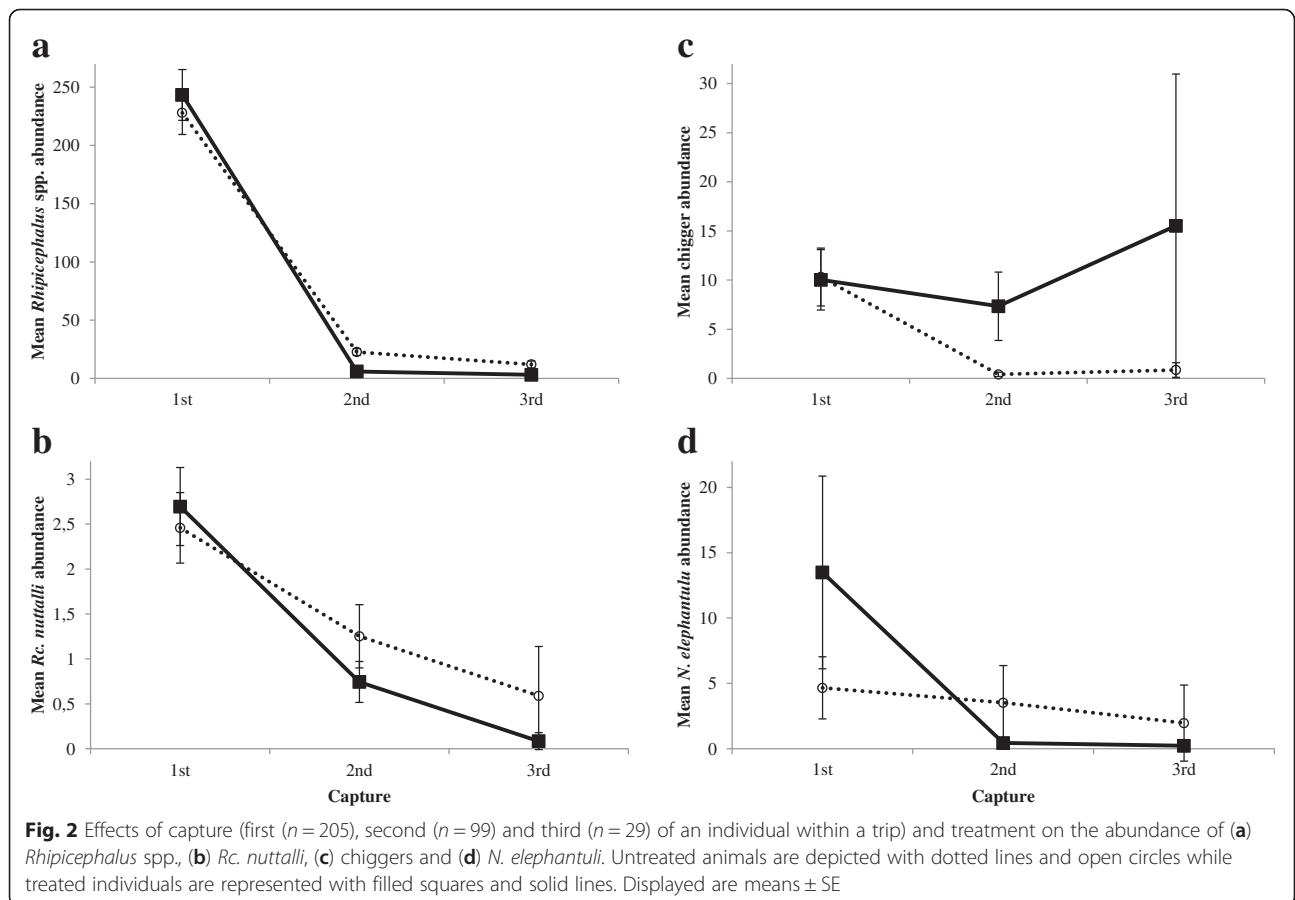 a
Mean Rhipicephalus spp. abundance
250
200
150
100
50
0
1st
2nd
3rd
c
Mean chigger abundance
30
25
20
15
10
5
0
1st
2nd
3rd
b
Mean Rc. nuttalli abundance
3
2,5
2
1,5
1
0,5
0
1st
2nd
3rd
Capture
d
Mean N. elephantulu abundance
20
15
10
5
0
1st
2nd
3rd
Capture
Fig. 2 Effects of capture (first (n = 205), second (n = 99) and third (n = 29) of an individual within a trip) and treatment on the abundance of (a)
Rhipicephalus spp., (b) Rc. nuttalli, (c) chiggers and (d) N. elephantuli. Untreated animals are depicted with dotted lines and open circles while
treated individuals are represented with filled squares and solid lines. Displayed are means ± SE